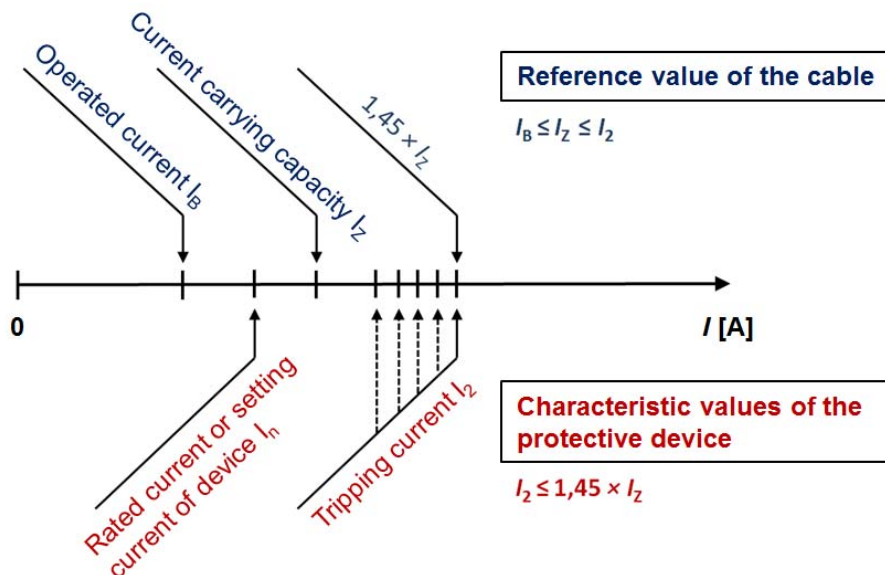 Operated current I_B
Current carrying capacity I_Z
1,45 × I_Z
Reference value of the cable
I_B ≤ I_Z ≤ I_2
0
I [A]
Rated current or setting
current of device I_n
Tripping current I_2
Characteristic values of the
protective device
I_2 ≤ 1,45 × I_Z